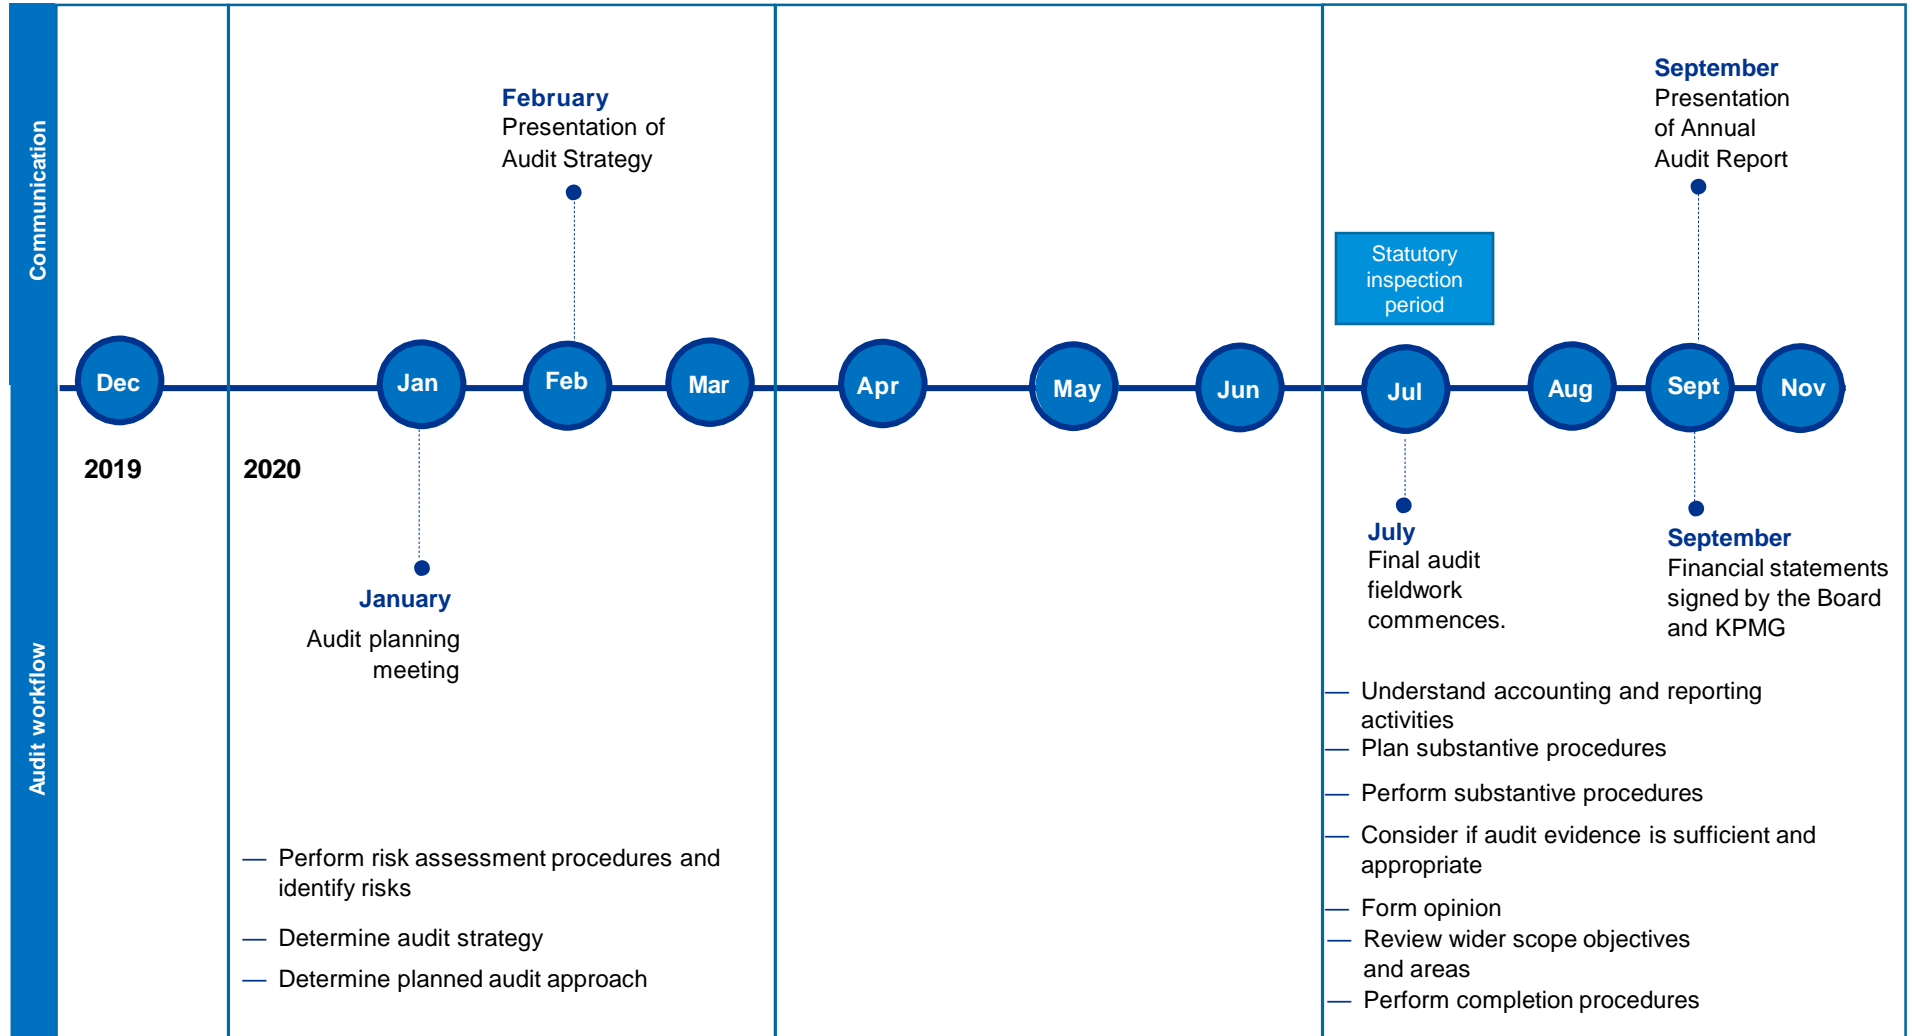 Communication
February
Presentation of
Audit Strategy
September
Presentation
of Annual
Audit Report
Statutory
inspection
period
Dec
Jan
Feb
Mar
Apr
May
Jun
Jul
Aug
Sept
Nov
2019
2020
Audit workflow
January
Audit planning
meeting
July
Final audit
fieldwork
commences.
September
Financial statements
signed by the Board
and KPMG
— Perform risk assessment procedures and
identify risks
— Determine audit strategy
— Determine planned audit approach
— Understand accounting and reporting
activities
— Plan substantive procedures
— Perform substantive procedures
— Consider if audit evidence is sufficient and
appropriate
— Form opinion
— Review wider scope objectives
and areas
— Perform completion procedures